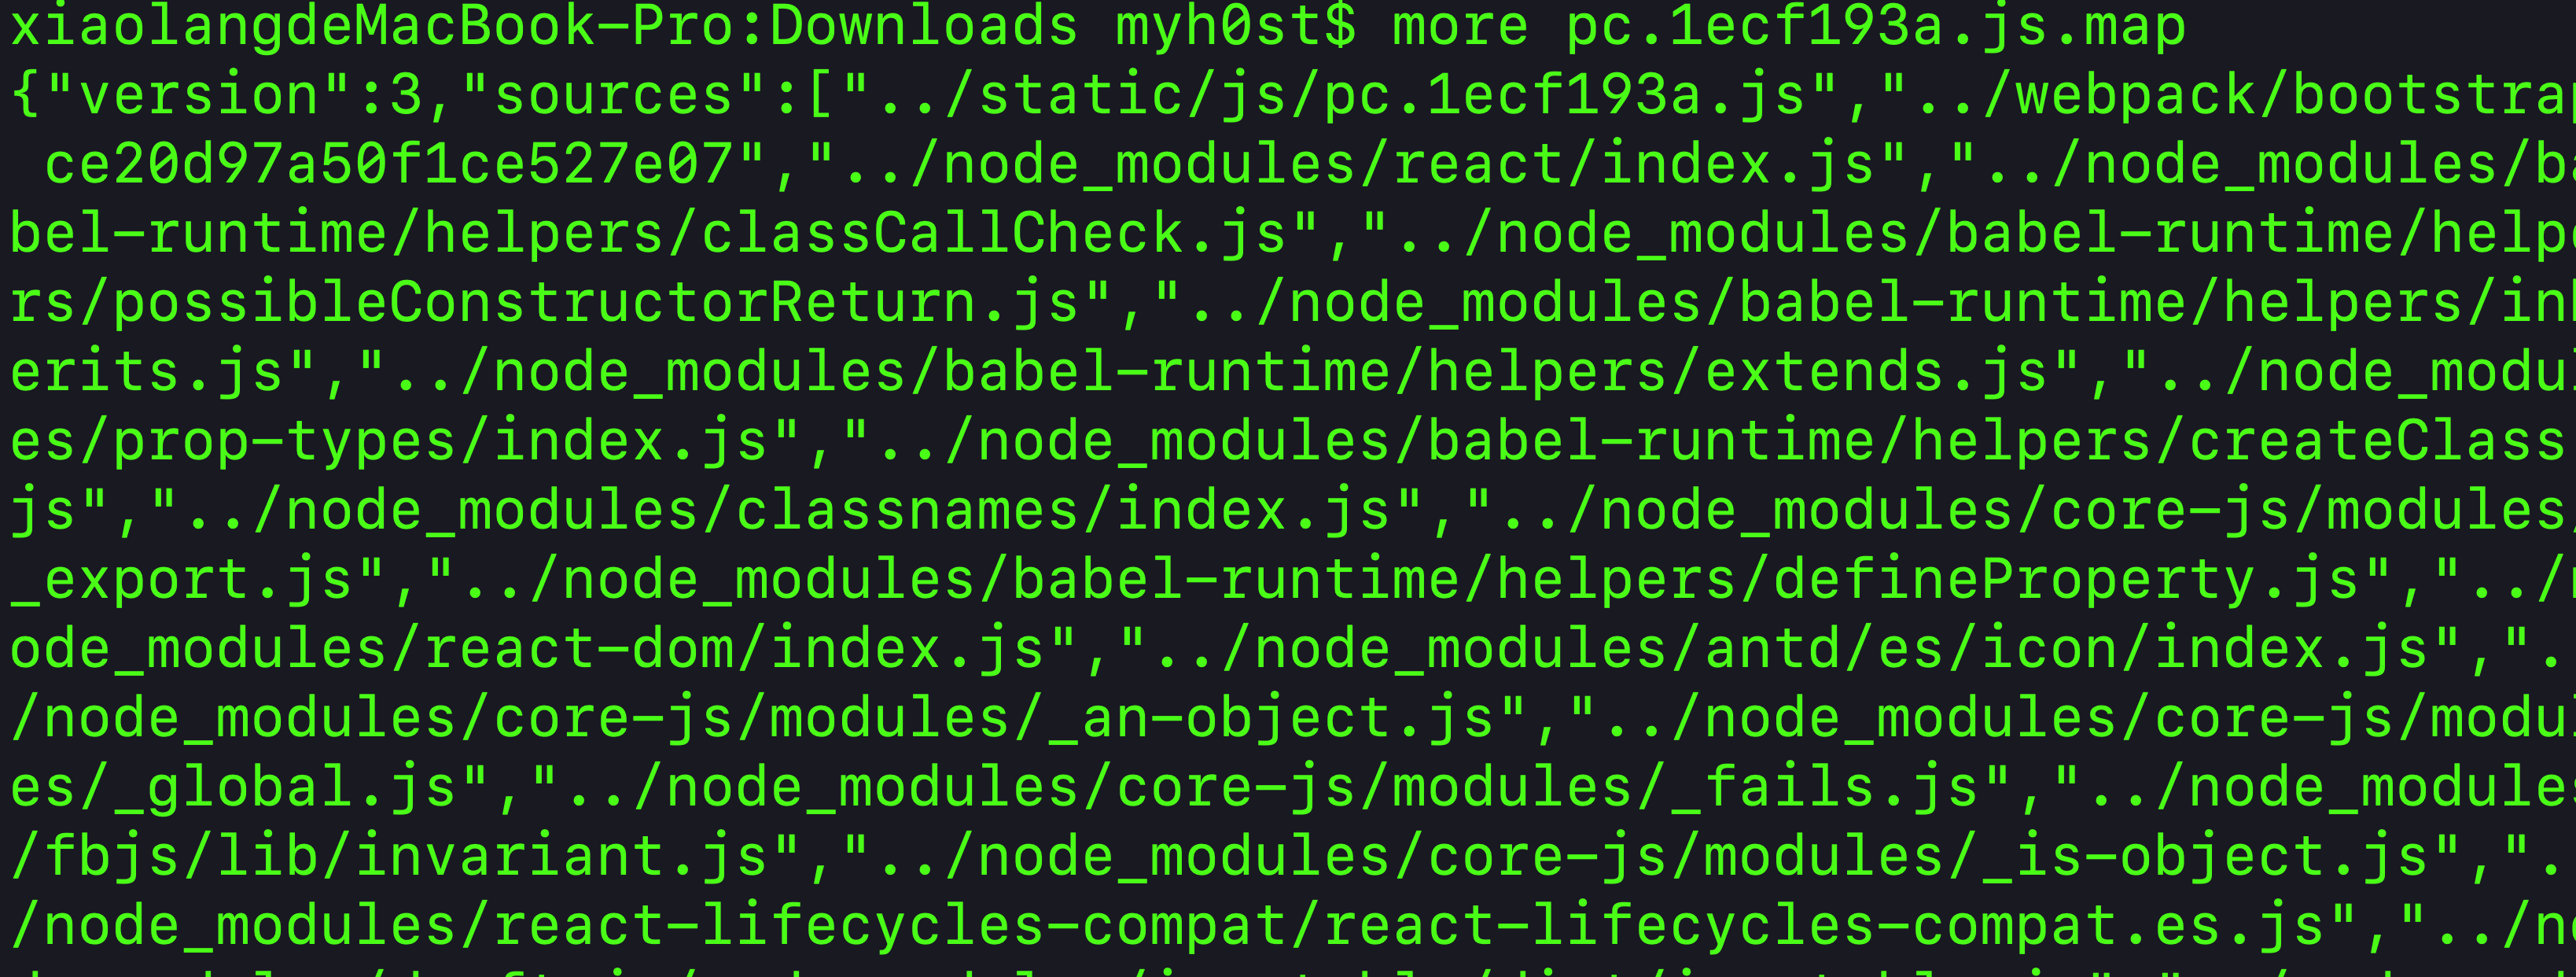 xiaolangdeMacBook-Pro:Downloads myh0st$ more pc.1ecf193a.js.map
{"version":3,"sources":["../static/js/pc.1ecf193a.js","../webpack/bootstrap
ce20d97a50f1ce527e07","../node_modules/react/index.js","../node_modules/ba
bel-runtime/helpers/classCallCheck.js","../node_modules/babel-runtime/helpe
rs/possibleConstructorReturn.js","../node_modules/babel-runtime/helpers/inh
erits.js","../node_modules/babel-runtime/helpers/extends.js","../node_modul
es/prop-types/index.js","../node_modules/babel-runtime/helpers/createClass
js","../node_modules/classnames/index.js","../node_modules/core-js/modules/
_export.js","../node_modules/babel-runtime/helpers/defineProperty.js","../n
ode_modules/react-dom/index.js","../node_modules/antd/es/icon/index.js",".
/node_modules/core-js/modules/_an-object.js","../node_modules/core-js/modul
es/_global.js","../node_modules/core-js/modules/_fails.js","../node_modules
/fbjs/lib/invariant.js","../node_modules/core-js/modules/_is-object.js",".
/node_modules/react-lifecycles-compat/react-lifecycles-compat.es.js","../no